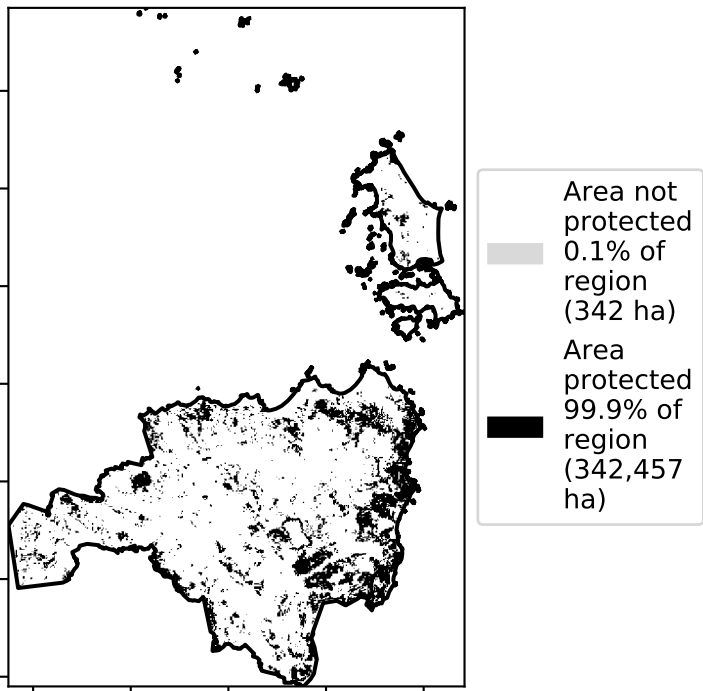 Area not
protected
0.1% of
region
(342 ha)
Area
protected
99.9% of
region
(342,457
ha)